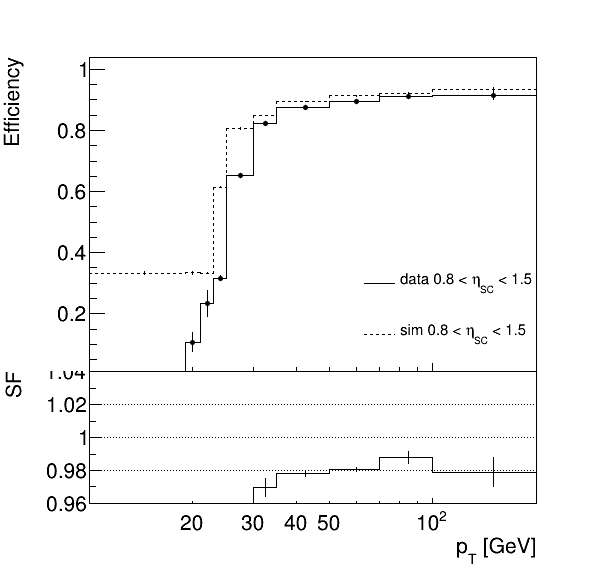 Efficiency
1
0.8
0.6
0.4
0.2
data 0.8 < η_SC < 1.5
sim 0.8 < η_SC < 1.5
SF
1.04
1.02
1
0.98
0.96
20 30 40 50 10²
p_T [GeV]